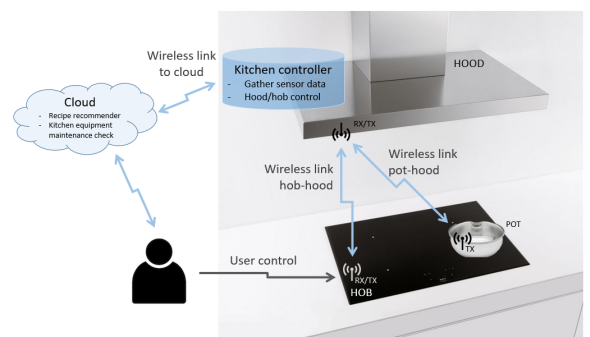 Wireless link
to cloud
Kitchen controller
- Gather sensor data
- Hood/hob control
HOOD
Cloud
- Recipe recommender
- Kitchen equipment
maintenance check
RX/TX
Wireless link
hob-hood
Wireless link
pot-hood
POT
TX
User control
RX/TX
HOB